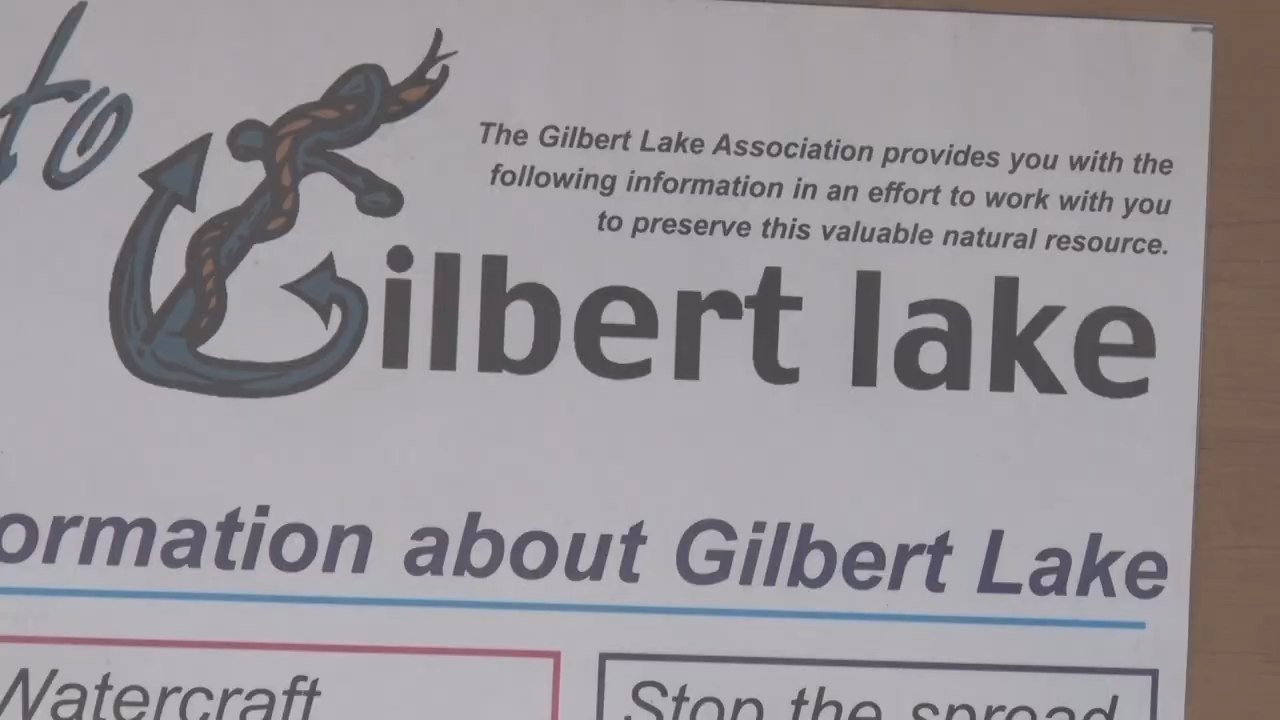 to
The Gilbert Lake Association provides you with the
following information in an effort to work with you
to preserve this valuable natural resource.
Gilbert lake
ormation about Gilbert Lake
Watercraft
Stop the spread